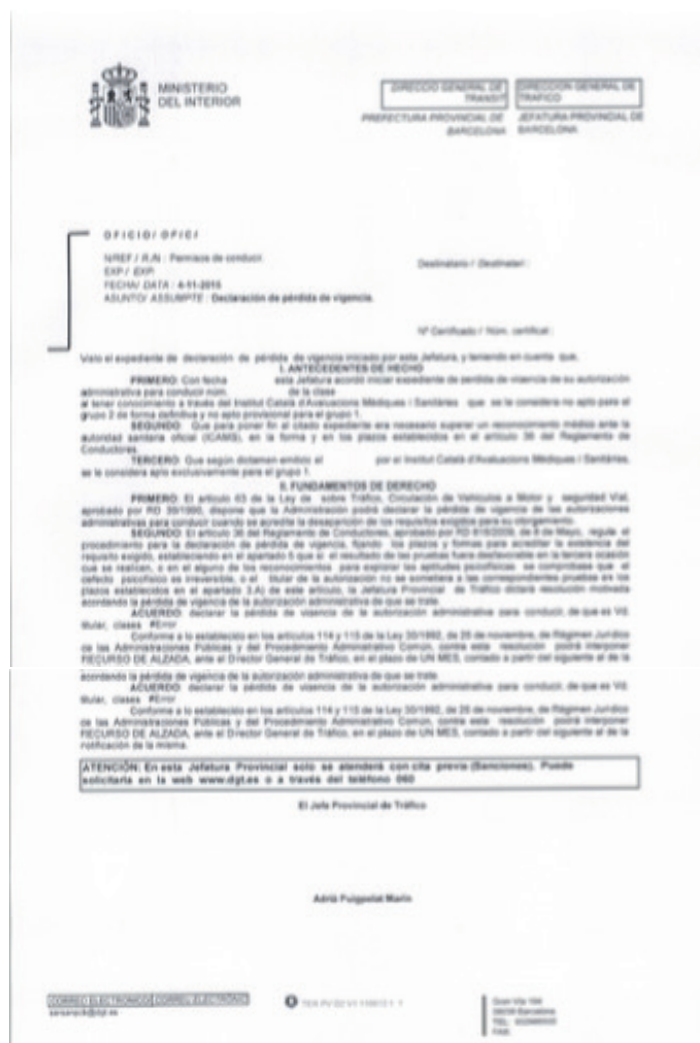 MINISTERIO
DEL INTERIOR
DIRECCIÓ GENERAL DE
TRANSIT
DIRECCION GENERAL DE
TRAFICO
PREFECTURA PROVINCIAL DE
BARCELONA
JEFATURA PROVINCIAL DE
BARCELONA
OFICIO/ OFICI
N/REF / R.N : Permisos de conducir
EXP./ EXP.
FECHA/ DATA : 4-11-2015
ASUNTO/ ASSUMPTE : Declaración de pérdida de vigencia.
Destinatario / Destinatari :
Nº Certificado / Núm. certificat :
Visto el expediente de declaración de pérdida de vigencia iniciado por esta Jefatura, y teniendo en cuenta que,
I. ANTECEDENTES DE HECHO
PRIMERO: Con fecha esta Jefatura acordó iniciar expediente de perdida de vigencia de su autorización
administrativa para conducir núm. de la clase
al tener conocimiento a través del Institut Català d'Avaluacions Mèdiques i Sanitàries que se le considera no apto para el
grupo 2 de forma definitiva y no apto provisional para el grupo 1.
SEGUNDO: Que para poner fin al citado expediente era necesario superar un reconocimiento médico ante la
autoridad sanitaria oficial (ICAMS), en la forma y en los plazos establecidos en el artículo 36 del Reglamento de
Conductores.
TERCERO: Que según dictamen emitido el por el Institut Català d'Avaluacions Mèdiques i Sanitàries,
se le considera apto exclusivamente para el grupo 1.
II. FUNDAMENTOS DE DERECHO
PRIMERO: El artículo 63 de la Ley de sobre Tráfico, Circulación de Vehículos a Motor y seguridad Vial,
aprobado por RD 39/1990, dispone que la Administración podrá declarar la pérdida de vigencia de las autorizaciones
administrativas para conducir cuando se acredite la desaparición de los requisitos exigidos para su otorgamiento.
SEGUNDO: El artículo 36 del Reglamento de Conductores, aprobado por RD 818/2009, de 8 de Mayo, regula el
procedimiento para la declaración de pérdida de vigencia, fijando los plazos y formas para acreditar la existencia del
requisito exigido, estableciendo en el apartado 5 que si el resultado de las pruebas fuera desfavorable en la tercera ocasión
que se realicen, o en el alguno de los reconocimientos para explorar las aptitudes psicofísicas se comprobase que el
defecto psicofísico es irreversible, o el titular de la autorización no se sometiera a las correspondientes pruebas en los
plazos establecidos en el apartado 3.A) de este artículo, la Jefatura Provincial de Tráfico dictará resolución motivada
acordando la pérdida de vigencia de la autorización administrativa de que se trate.
ACUERDO: declarar la pérdida de vigencia de la autorización administrativa para conducir, de que es Vd.
titular, clases #Error
Conforme a lo establecido en los artículos 114 y 115 de la Ley 30/1992, de 26 de noviembre, de Régimen Jurídico
de las Administraciones Públicas y del Procedimiento Administrativo Común, contra esta resolución podrá interponer
RECURSO DE ALZADA, ante el Director General de Tráfico, en el plazo de UN MES, contado a partir del siguiente al de la
acordando la pérdida de vigencia de la autorización administrativa de que se trate.
ACUERDO: declarar la pérdida de vigencia de la autorización administrativa para conducir, de que es Vd.
titular, clases #Error
Conforme a lo establecido en los artículos 114 y 115 de la Ley 30/1992, de 26 de noviembre, de Régimen Jurídico
de las Administraciones Públicas y del Procedimiento Administrativo Común, contra esta resolución podrá interponer
RECURSO DE ALZADA, ante el Director General de Tráfico, en el plazo de UN MES, contado a partir del siguiente al de la
notificación de la misma.
ATENCIÓN: En esta Jefatura Provincial solo se atenderá con cita previa (Sanciones). Puede
solicitarla en la web www.dgt.es o a través del teléfono 060
El Jefe Provincial de Tráfico
Adrià Puigpelat Marín
CORREO ELECTRONICO/ CORREU ELECTRONIC
Gran Via 184
Barcelona
TEL.
FAX.